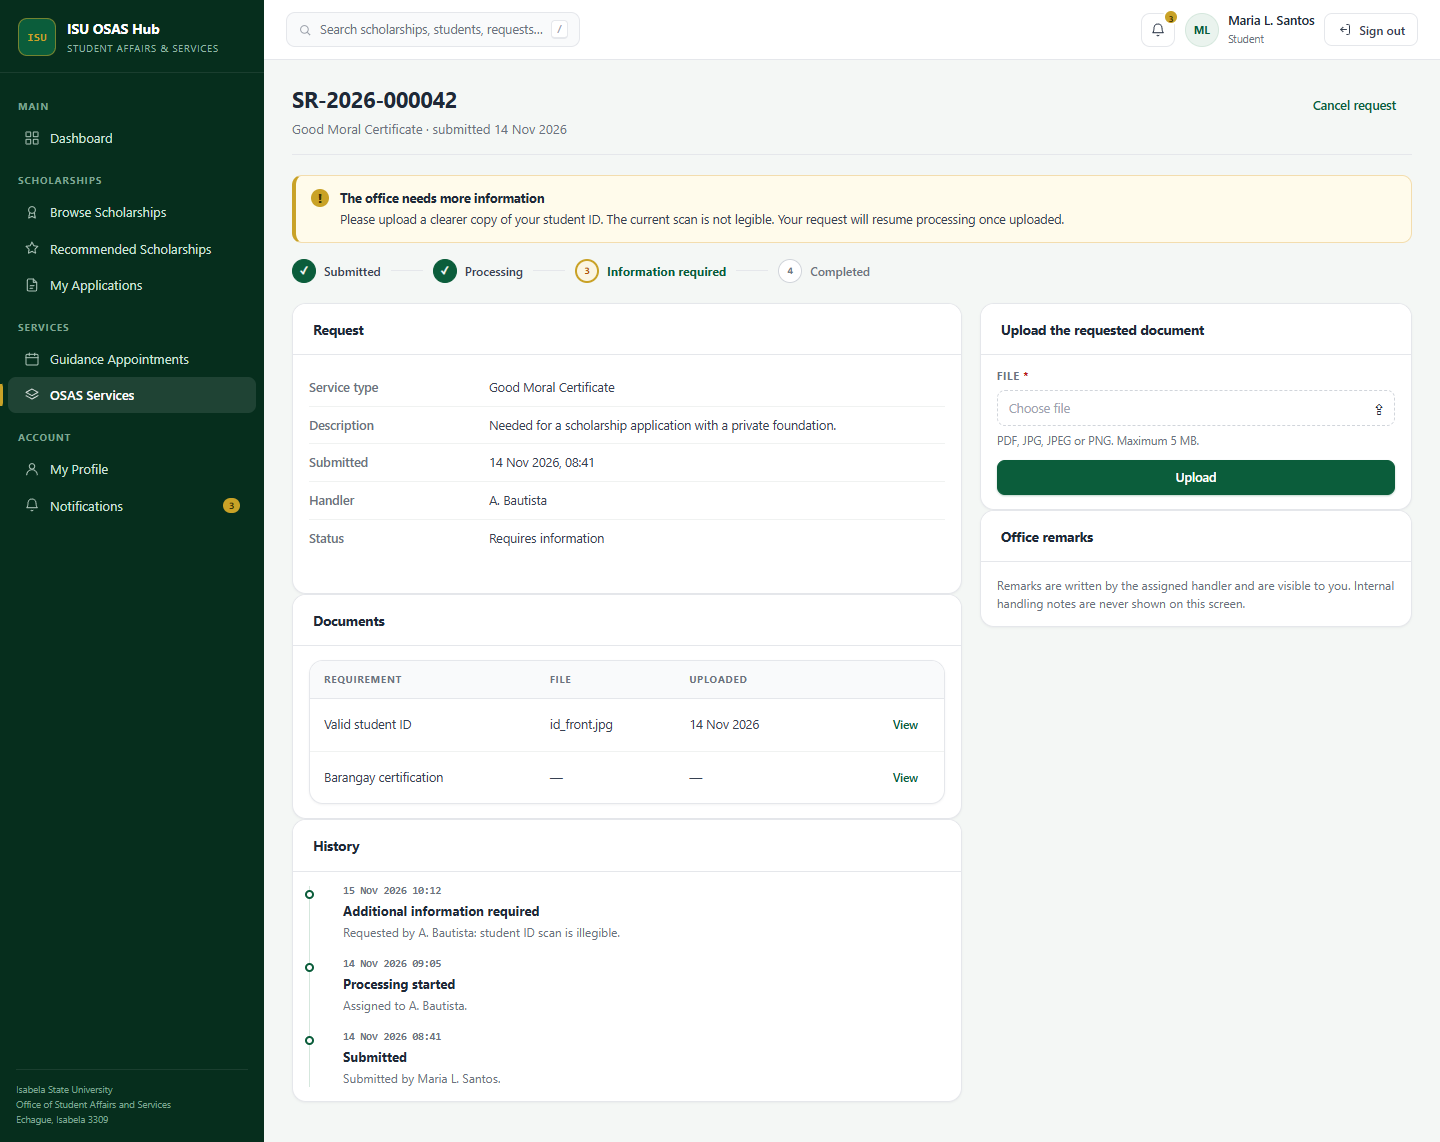 ISU
ISU OSAS Hub
STUDENT AFFAIRS & SERVICES
MAIN
Dashboard
SCHOLARSHIPS
Browse Scholarships
Recommended Scholarships
My Applications
SERVICES
Guidance Appointments
OSAS Services
ACCOUNT
My Profile
Notifications
3
Isabela State University
Office of Student Affairs and Services
Echague, Isabela 3309
Search scholarships, students, requests...
/
3
ML
Maria L. Santos
Student
Sign out
SR-2026-000042
Good Moral Certificate · submitted 14 Nov 2026
Cancel request
!
The office needs more information
Please upload a clearer copy of your student ID. The current scan is not legible. Your request will resume processing once uploaded.
✓ Submitted
✓ Processing
3 Information required
4 Completed
Request
Service type Good Moral Certificate
Description Needed for a scholarship application with a private foundation.
Submitted 14 Nov 2026, 08:41
Handler A. Bautista
Status Requires information
Documents
REQUIREMENT FILE UPLOADED
Valid student ID id_front.jpg 14 Nov 2026 View
Barangay certification — — View
History
15 Nov 2026 10:12
Additional information required
Requested by A. Bautista: student ID scan is illegible.
14 Nov 2026 09:05
Processing started
Assigned to A. Bautista.
14 Nov 2026 08:41
Submitted
Submitted by Maria L. Santos.
Upload the requested document
FILE *
Choose file
PDF, JPG, JPEG or PNG. Maximum 5 MB.
Upload
Office remarks
Remarks are written by the assigned handler and are visible to you. Internal
handling notes are never shown on this screen.